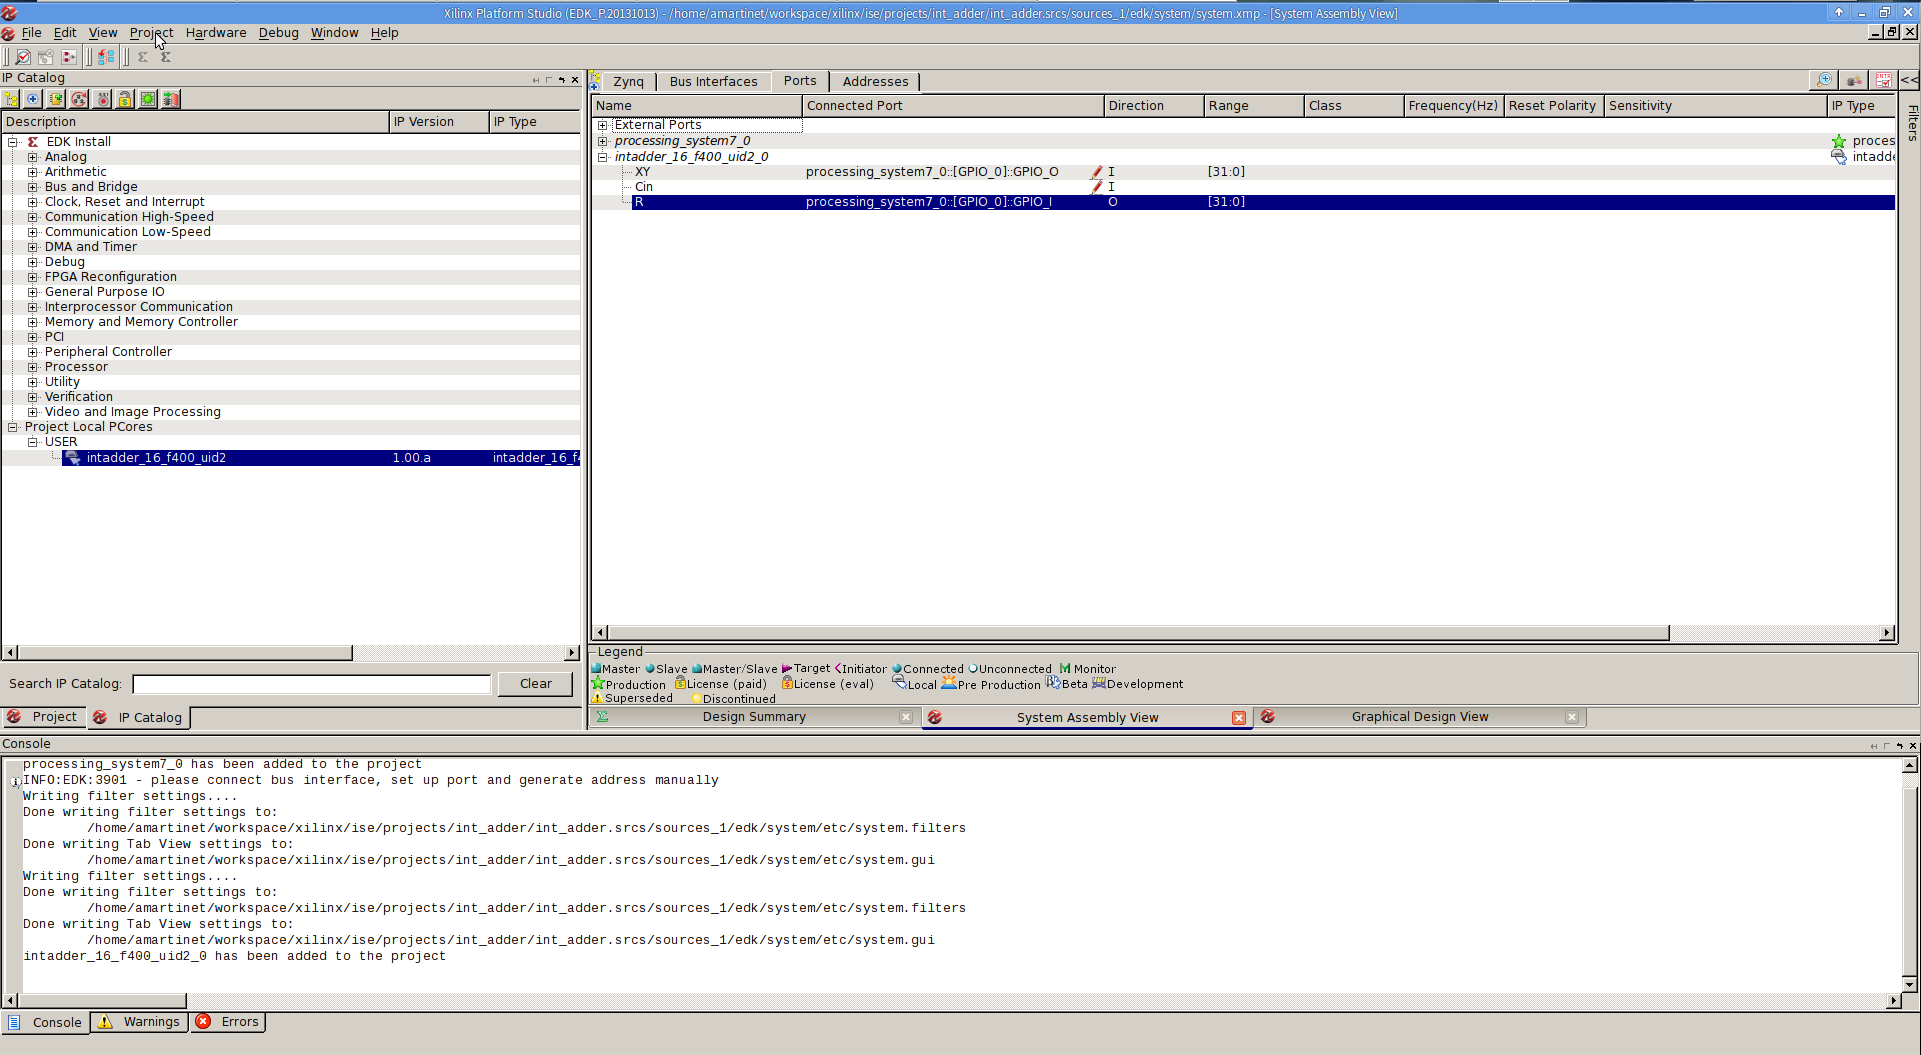 Xilinx Platform Studio (EDK_P.20131013) - /home/amartinet/workspace/xilinx/ise/projects/int_adder/int_adder.srcs/sources_1/edk/system/system.xmp - [System Assembly View]
File Edit View Project Hardware Debug Window Help
IP Catalog
Description IP Version IP Type
EDK Install
Analog
Arithmetic
Bus and Bridge
Clock, Reset and Interrupt
Communication High-Speed
Communication Low-Speed
DMA and Timer
Debug
FPGA Reconfiguration
General Purpose IO
Interprocessor Communication
Memory and Memory Controller
PCI
Peripheral Controller
Processor
Utility
Verification
Video and Image Processing
Project Local PCores
USER
intadder_16_f400_uid2 1.00.a intadder_16_f4
Search IP Catalog: Clear
Project IP Catalog
Zynq Bus Interfaces Ports Addresses <<
Filters
Name Connected Port Direction Range Class Frequency(Hz) Reset Polarity Sensitivity IP Type
External Ports
processing_system7_0 proces
intadder_16_f400_uid2_0 intadde
XY processing_system7_0::[GPIO_0]::GPIO_O I [31:0]
Cin I
R processing_system7_0::[GPIO_0]::GPIO_I O [31:0]
Legend
Master Slave Master/Slave Target Initiator Connected Unconnected Monitor
Production License (paid) License (eval) Local Pre Production Beta Development
Superseded Discontinued
Design Summary System Assembly View Graphical Design View
Console
processing_system7_0 has been added to the project
INFO:EDK:3901 - please connect bus interface, set up port and generate address manually
Writing filter settings....
Done writing filter settings to:
/home/amartinet/workspace/xilinx/ise/projects/int_adder/int_adder.srcs/sources_1/edk/system/etc/system.filters
Done writing Tab View settings to:
/home/amartinet/workspace/xilinx/ise/projects/int_adder/int_adder.srcs/sources_1/edk/system/etc/system.gui
Writing filter settings....
Done writing filter settings to:
/home/amartinet/workspace/xilinx/ise/projects/int_adder/int_adder.srcs/sources_1/edk/system/etc/system.filters
Done writing Tab View settings to:
/home/amartinet/workspace/xilinx/ise/projects/int_adder/int_adder.srcs/sources_1/edk/system/etc/system.gui
intadder_16_f400_uid2_0 has been added to the project
Console Warnings Errors